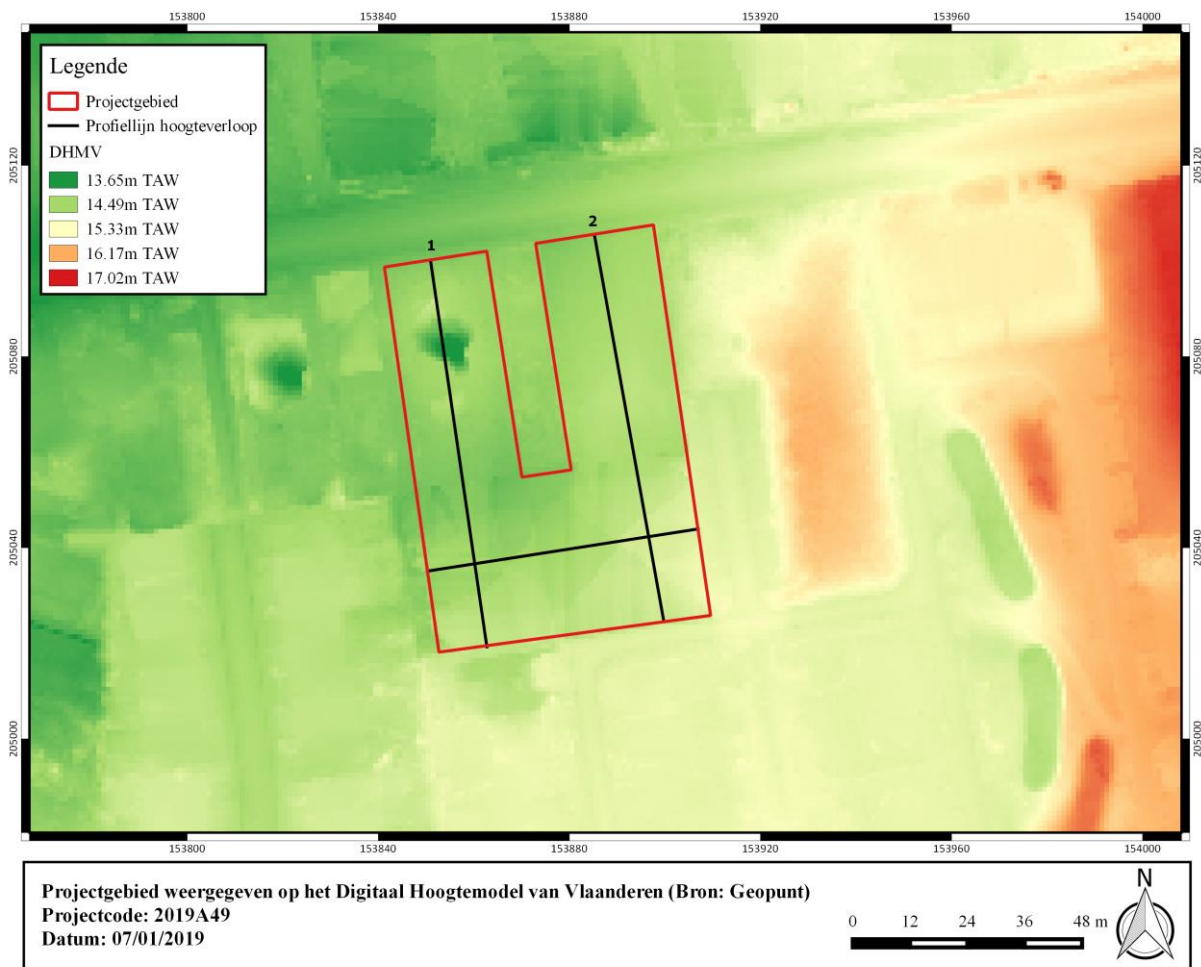 153800 153840 153880 153920 153960 154000
Legende
Projectgebied
Profiellijn hoogteverloop
DHMV
13.65m TAW
14.49m TAW
15.33m TAW
16.17m TAW
17.02m TAW
205120
205080
205040
205000
1
2
205120
205080
205040
205000
153800 153840 153880 153920 153960 154000
Projectgebied weergegeven op het Digitaal Hoogtemodel van Vlaanderen (Bron: Geopunt)
Projectcode: 2019A49
Datum: 07/01/2019
0 12 24 36 48 m
N